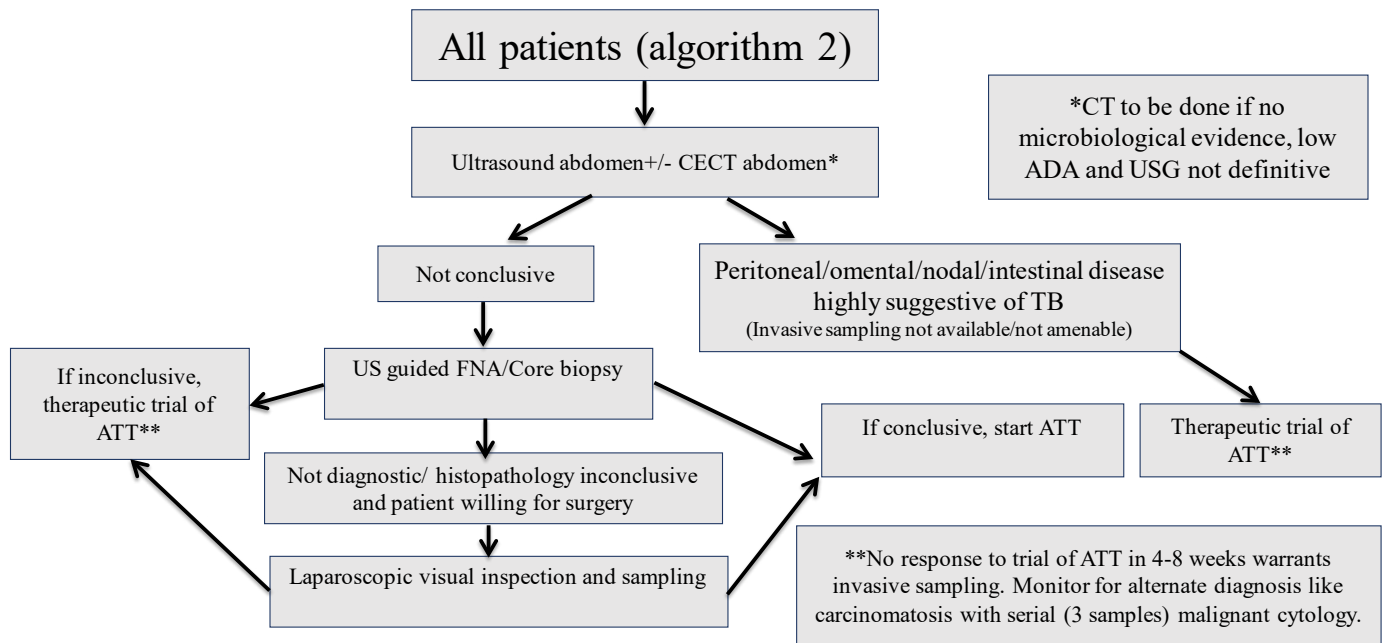 All patients (algorithm 2)
*CT to be done if no
microbiological evidence, low
ADA and USG not definitive
Ultrasound abdomen+/- CECT abdomen*
Not conclusive
Peritoneal/omental/nodal/intestinal disease
highly suggestive of TB
(Invasive sampling not available/not amenable)
US guided FNA/Core biopsy
If inconclusive,
therapeutic trial of
ATT**
If conclusive, start ATT
Therapeutic trial of
ATT**
Not diagnostic/ histopathology inconclusive
and patient willing for surgery
Laparoscopic visual inspection and sampling
**No response to trial of ATT in 4-8 weeks warrants
invasive sampling. Monitor for alternate diagnosis like
carcinomatosis with serial (3 samples) malignant cytology.